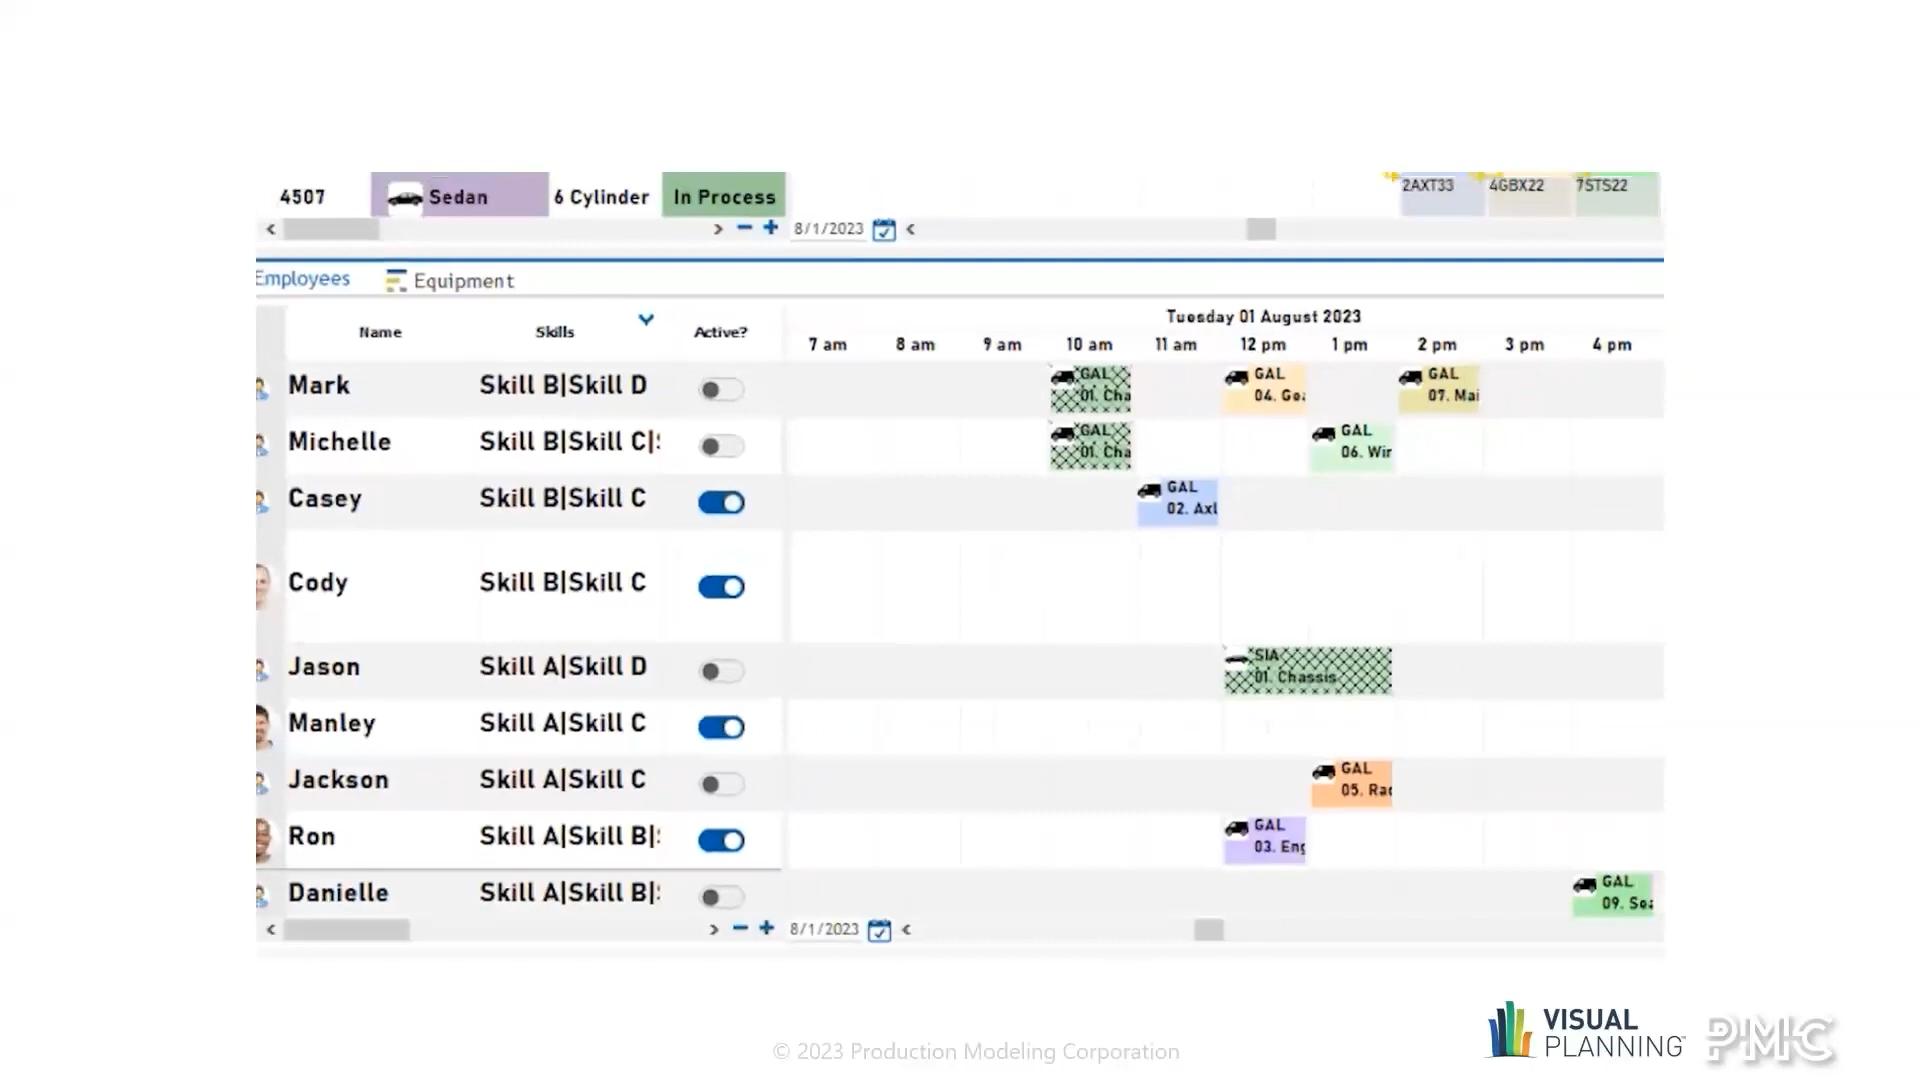 2AXT33 4GBX22 7STS22
4507 Sedan 6 Cylinder In Process
8/1/2023
Employees Equipment
Tuesday 01 August 2023
Name Skills Active?
7 am 8 am 9 am 10 am 11 am 12 pm 1 pm 2 pm 3 pm 4 pm
GAL GAL GAL
Mark Skill B|Skill D
01. Cha 04. Gea 07. Mai
GAL GAL
Michelle Skill B|Skill C|
01. Cha 06. Wir
GAL
Casey Skill B|Skill C
02. Axl
Cody Skill B|Skill C
SIA
Jason Skill A|Skill D
01. Chassis
Manley Skill A|Skill C
GAL
Jackson Skill A|Skill C
05. Rad
GAL
Ron Skill A|Skill B|
03. Eng
GAL
Danielle Skill A|Skill B|
09. Sea
8/1/2023
VISUAL
PLANNING
PMC
© 2023 Production Modeling Corporation